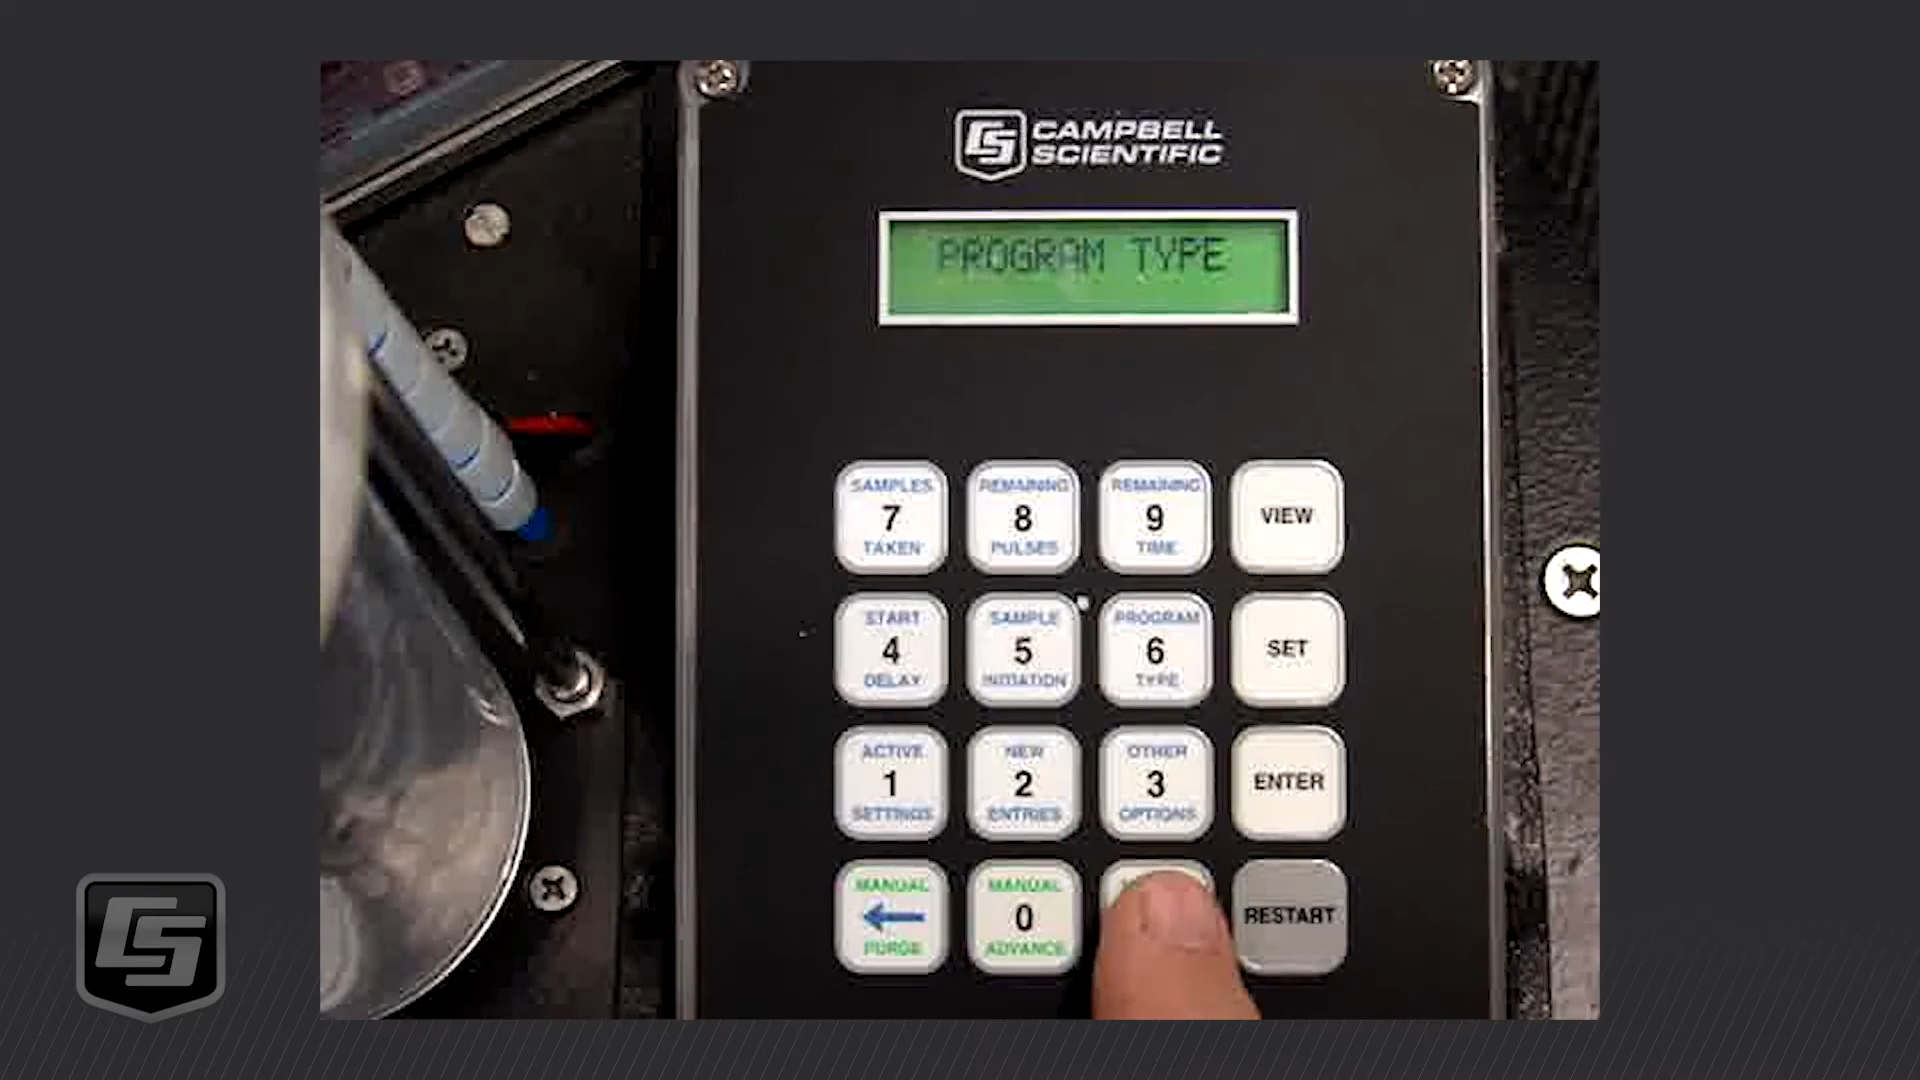 CAMPBELL
SCIENTIFIC
PROGRAM TYPE
SAMPLES
7
TAKEN
REMAINING
8
PULSES
REMAINING
9
TIME
VIEW
START
4
DELAY
SAMPLE
5
INITIATION
PROGRAM
6
TYPE
SET
ACTIVE
1
SETTINGS
NEW
2
ENTRIES
OTHER
3
OPTIONS
ENTER
MANUAL
PURGE
MANUAL
0
ADVANCE
RESTART
CS